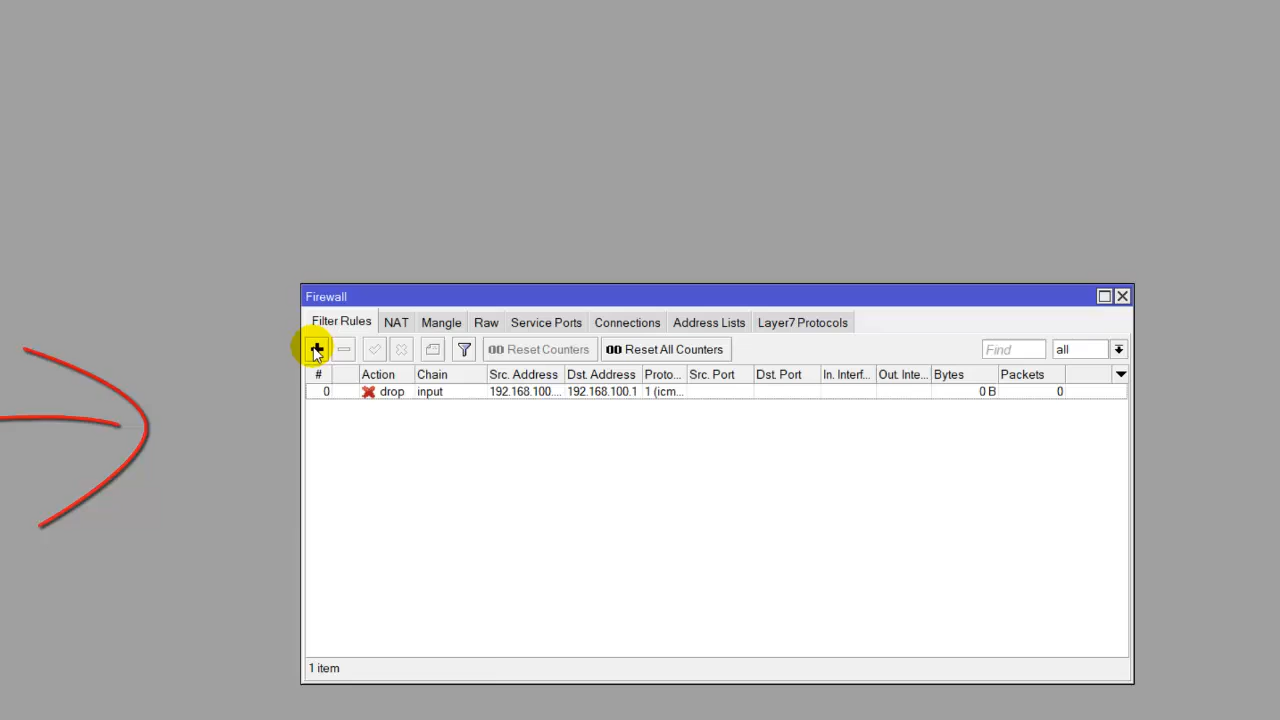 Firewall
Filter Rules NAT Mangle Raw Service Ports Connections Address Lists Layer7 Protocols
00 Reset Counters 00 Reset All Counters Find all
# Action Chain Src. Address Dst. Address Proto... Src. Port Dst. Port In. Interf... Out. Inte... Bytes Packets
0 drop input 192.168.100.... 192.168.100.1 1 (icm... 0 B 0
1 item